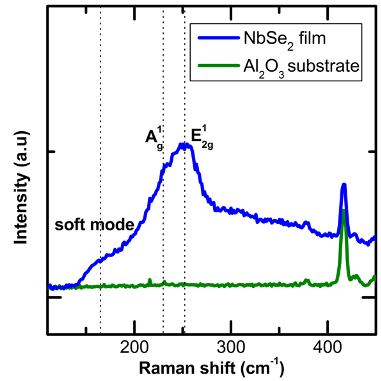 NbSe₂ film
Al₂O₃ substrate
A¹g
E¹2g
soft mode
Intensity (a.u)
200 300 400
Raman shift (cm⁻¹)